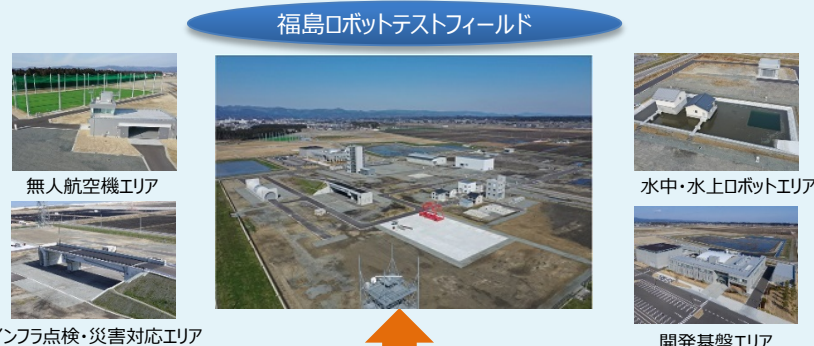 福島ロボットテストフィールド
無人航空機エリア
水中・水上ロボットエリア
インフラ点検・災害対応エリア
開発基盤エリア